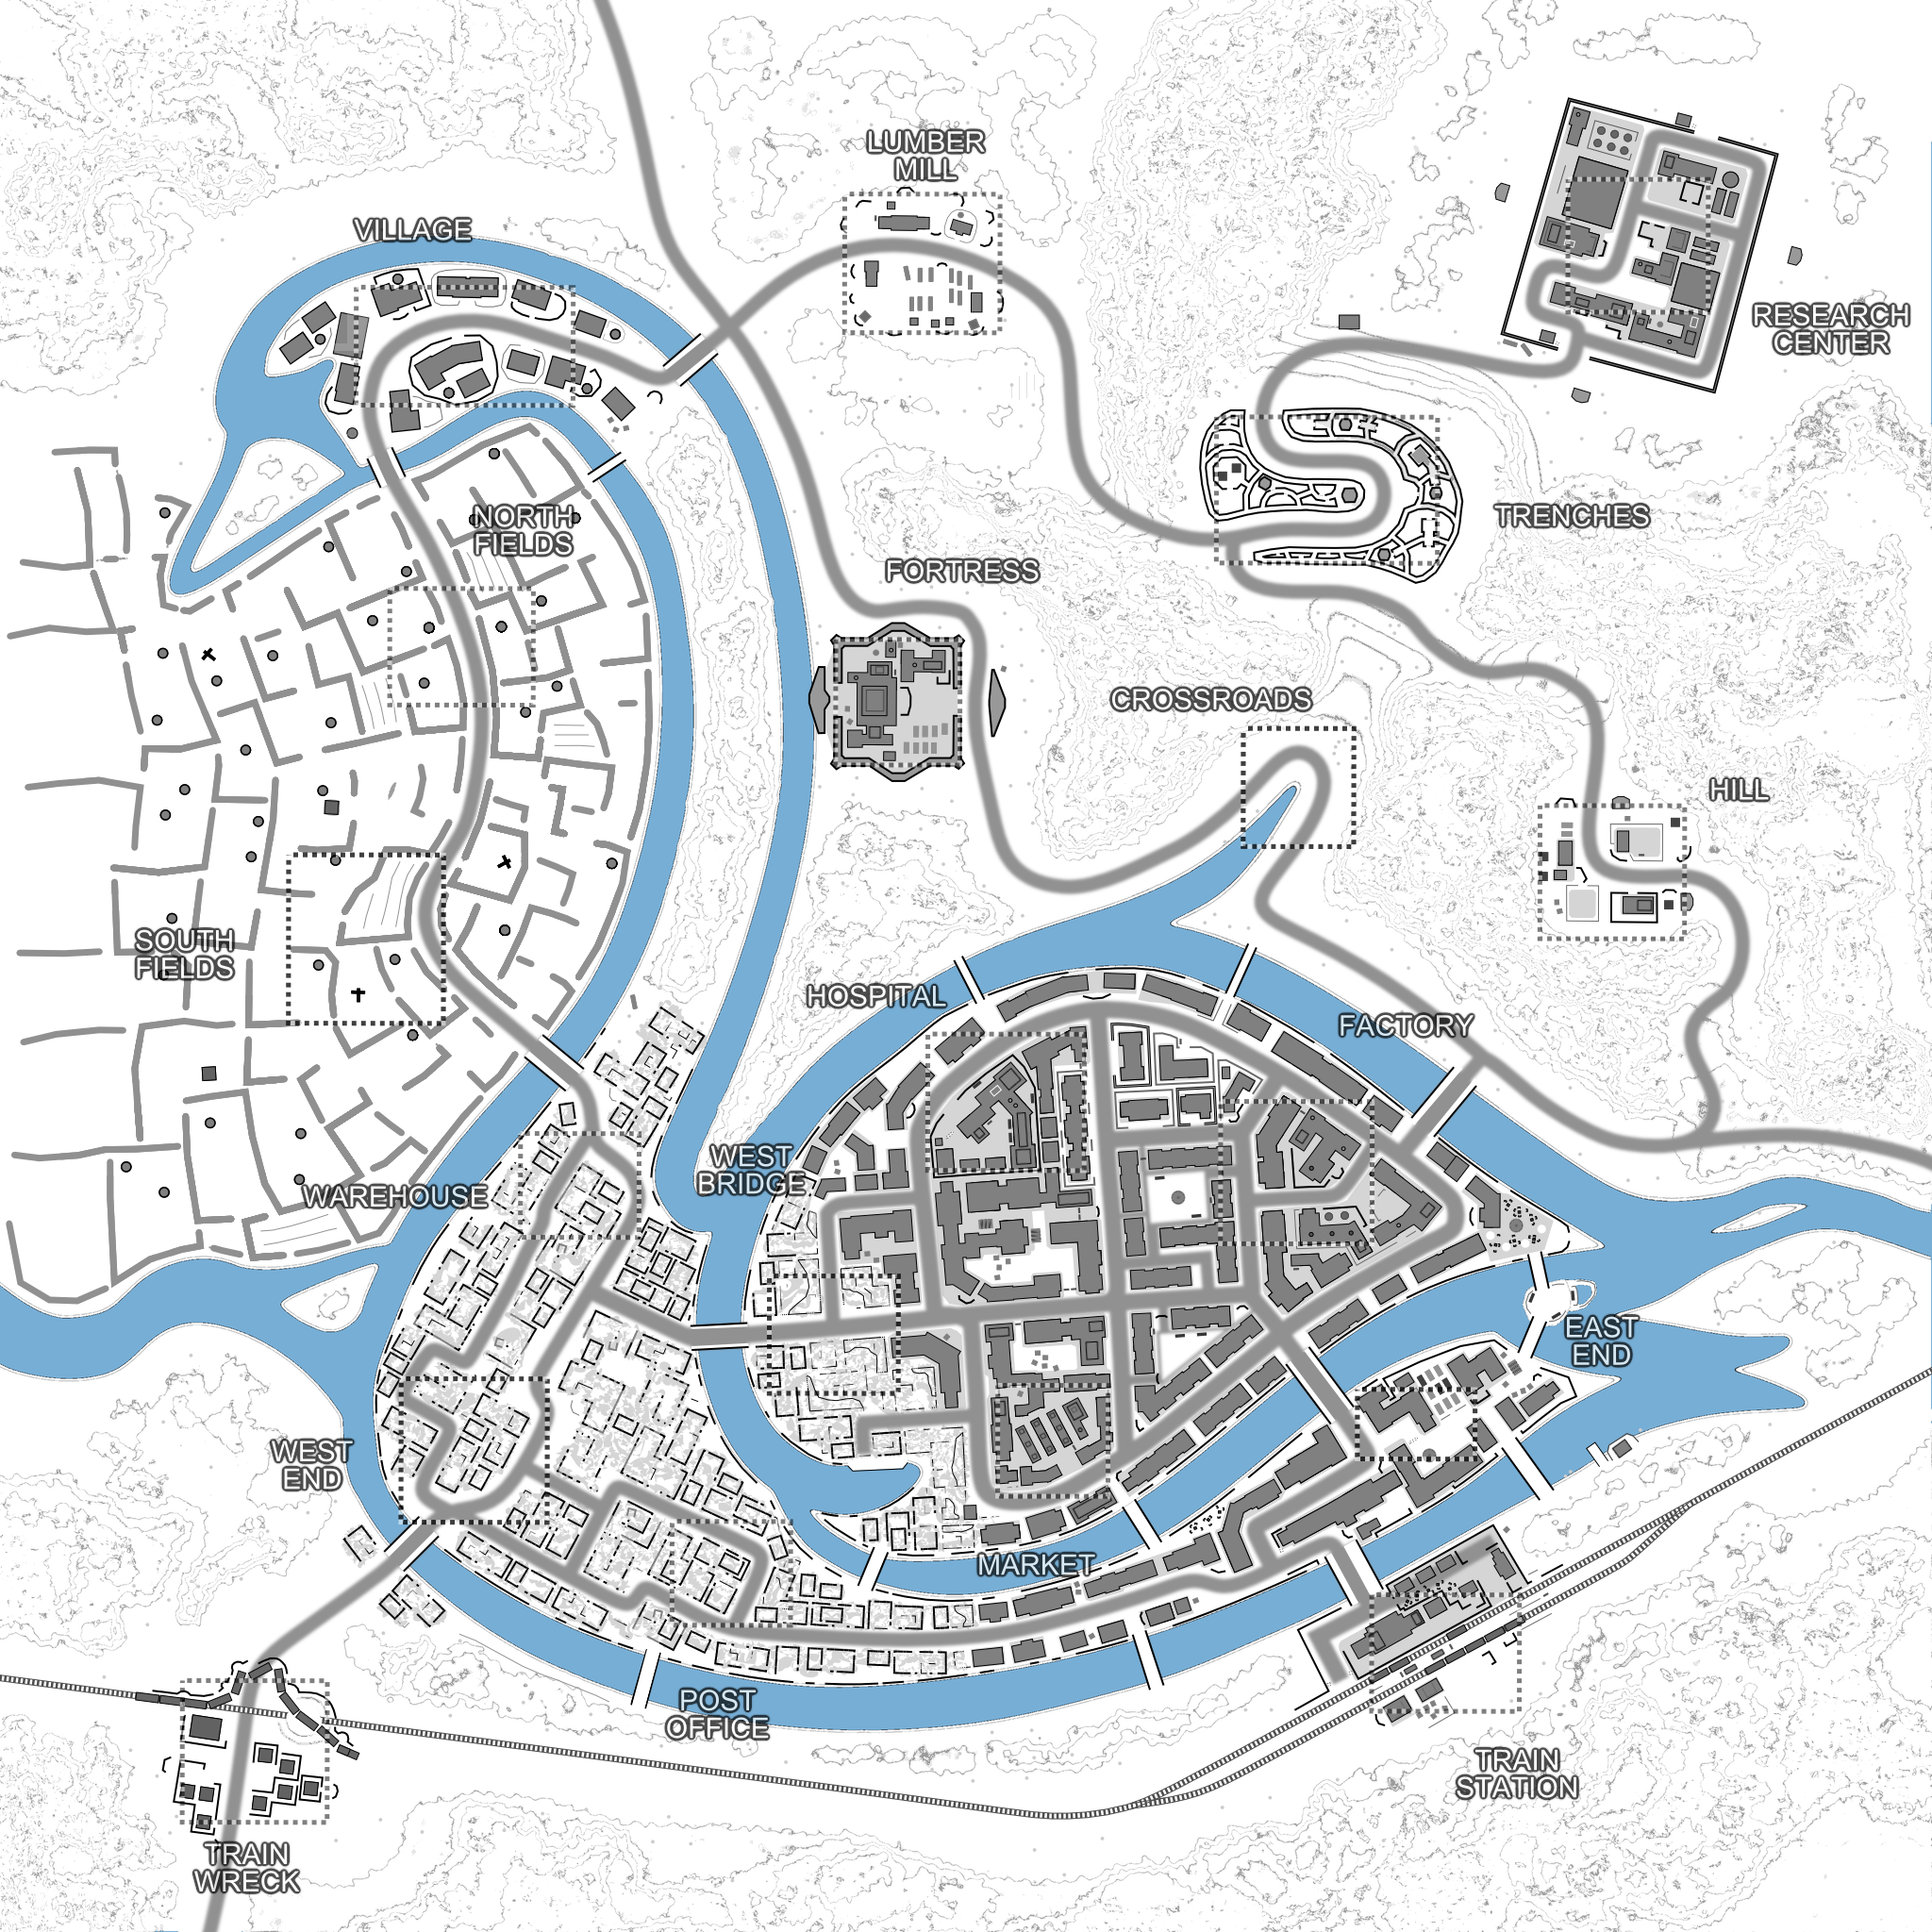 LUMBER
MILL
VILLAGE
RESEARCH
CENTER
NORTH
FIELDS
TRENCHES
FORTRESS
CROSSROADS
HILL
SOUTH
FIELDS
HOSPITAL
FACTORY
WEST
BRIDGE
WAREHOUSE
EAST
END
WEST
END
MARKET
POST
OFFICE
TRAIN
STATION
TRAIN
WRECK